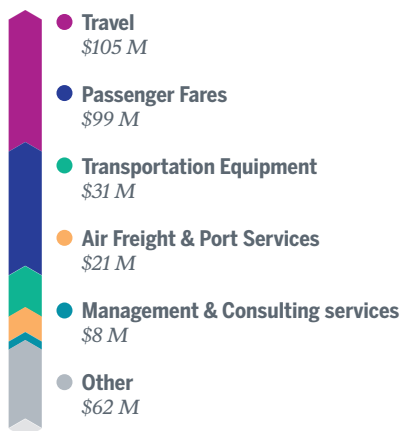 Travel
$105 M
Passenger Fares
$99 M
Transportation Equipment
$31 M
Air Freight & Port Services
$21 M
Management & Consulting services
$8 M
Other
$62 M